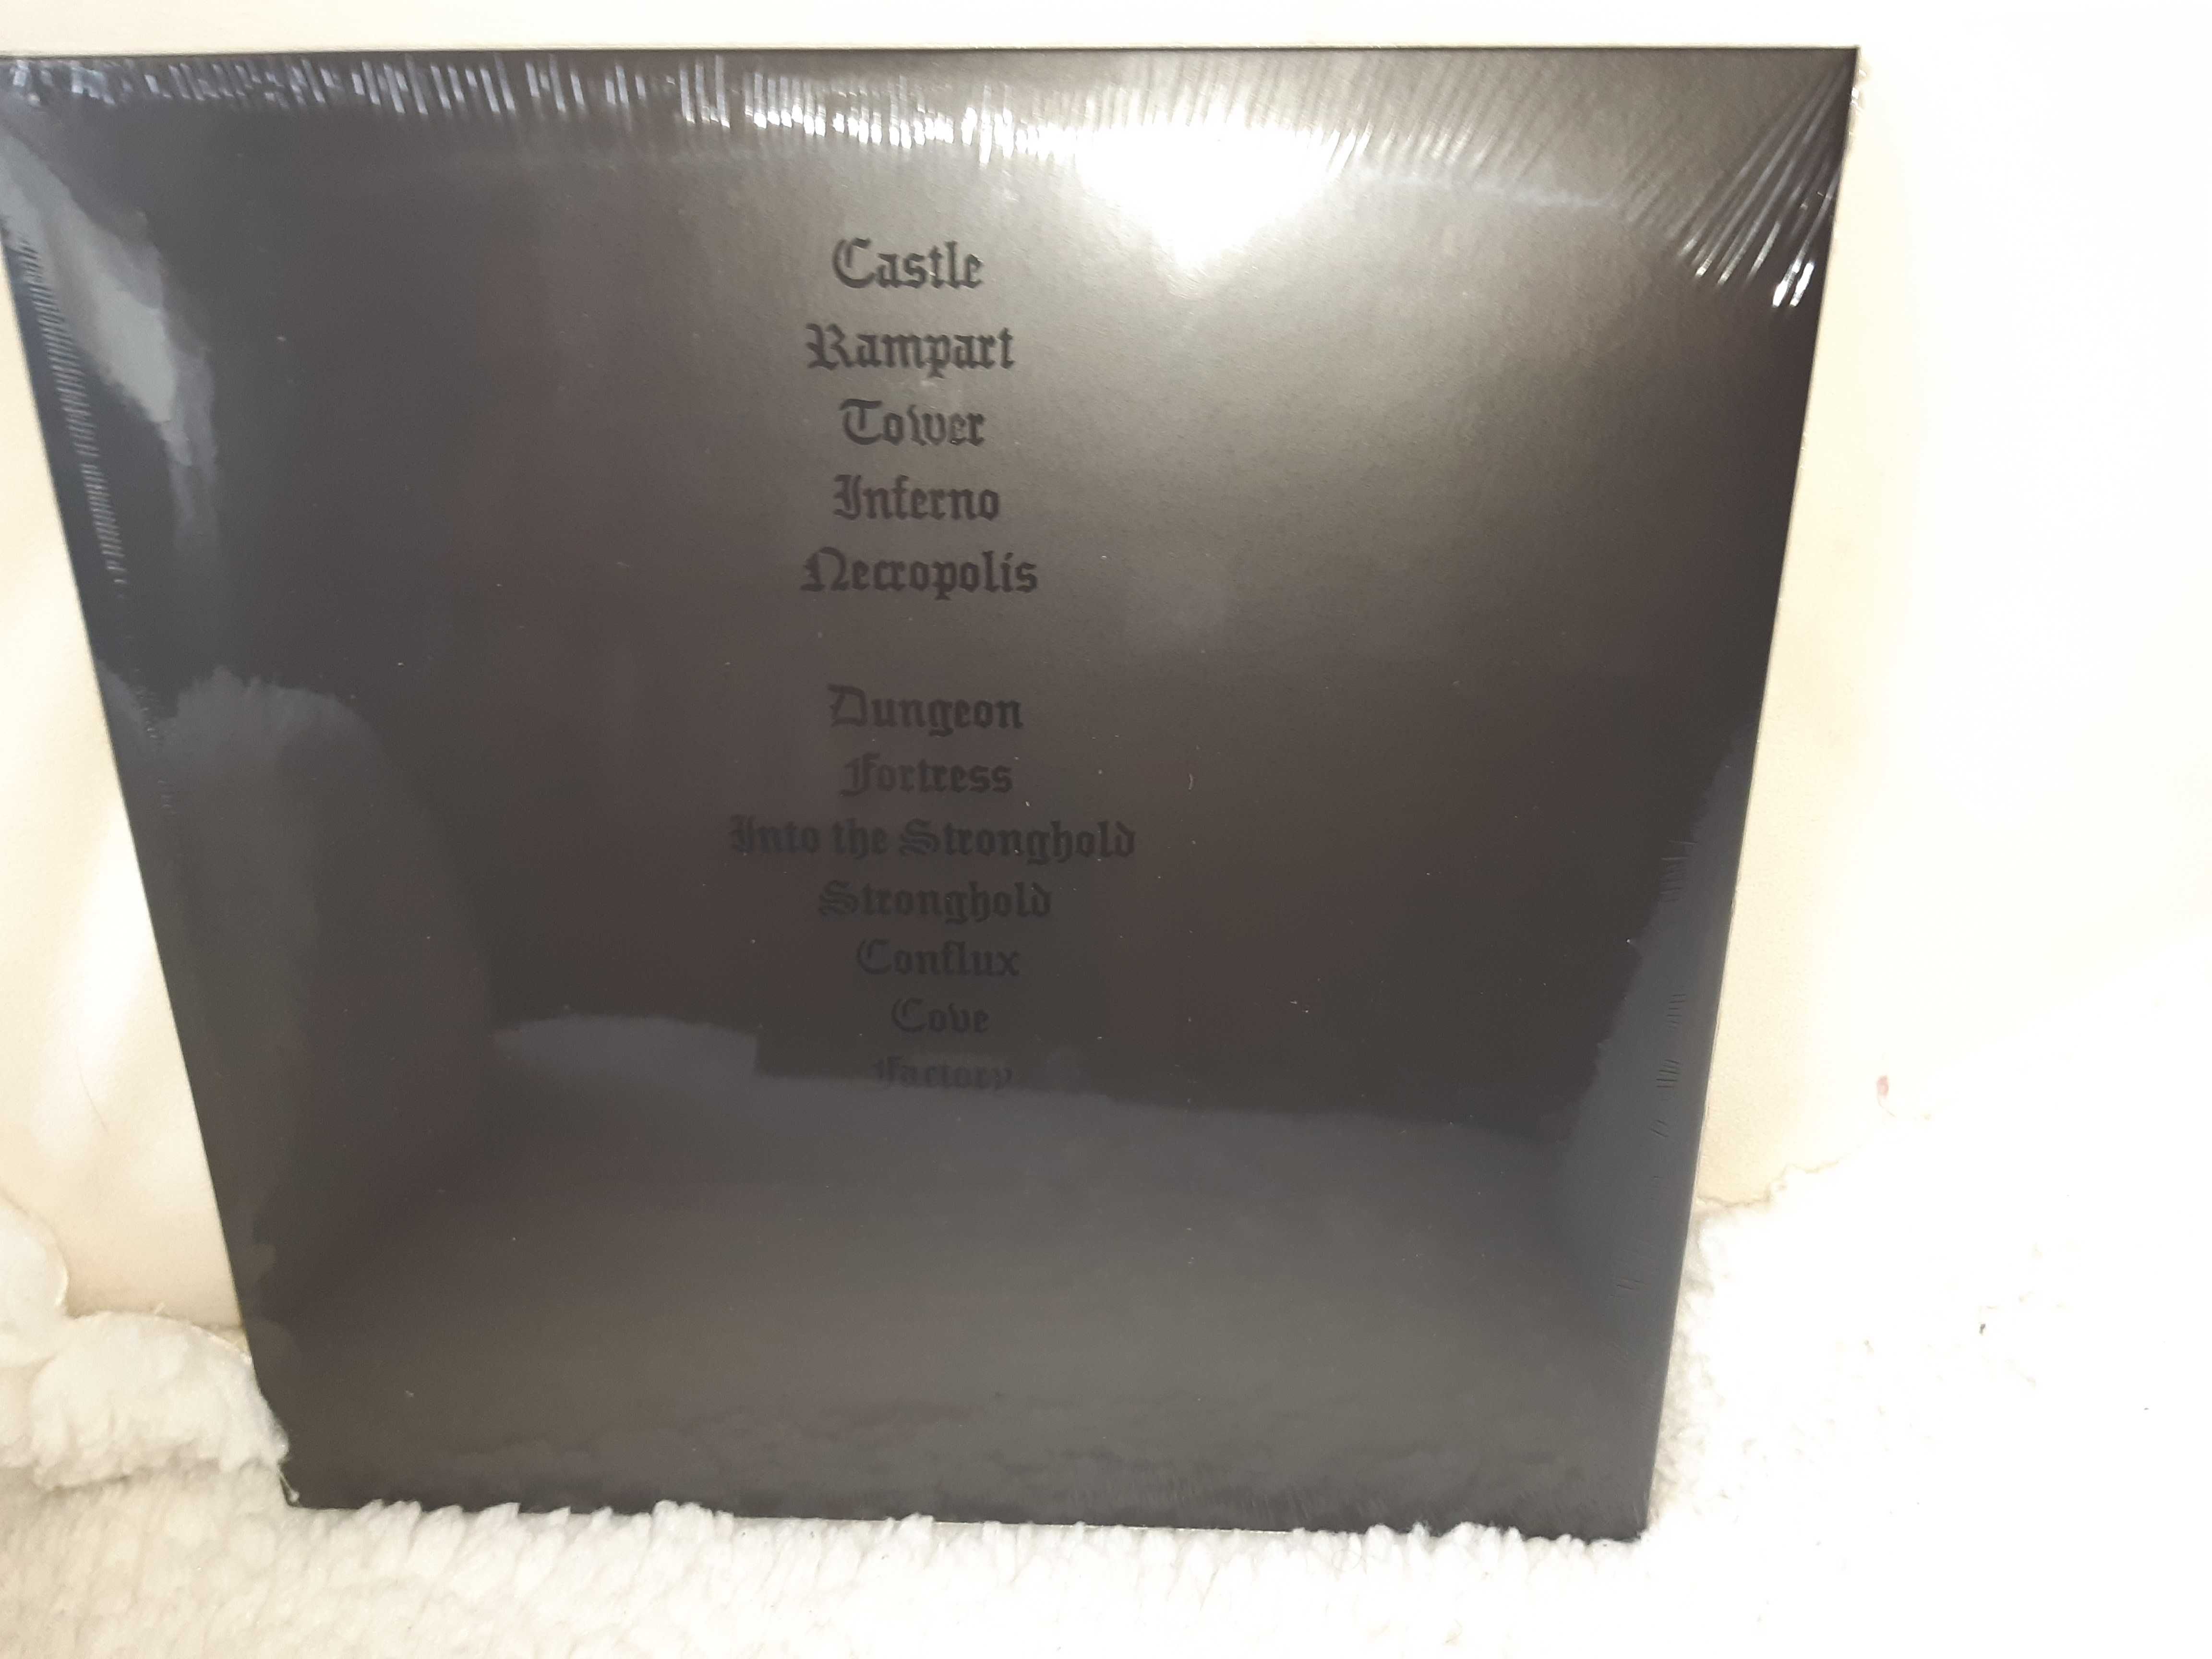 Castle
Rampart
Tower
Inferno
Necropolis
Dungeon
Fortress
Into the Stronghold
Stronghold
Conflux
Cove
Factory